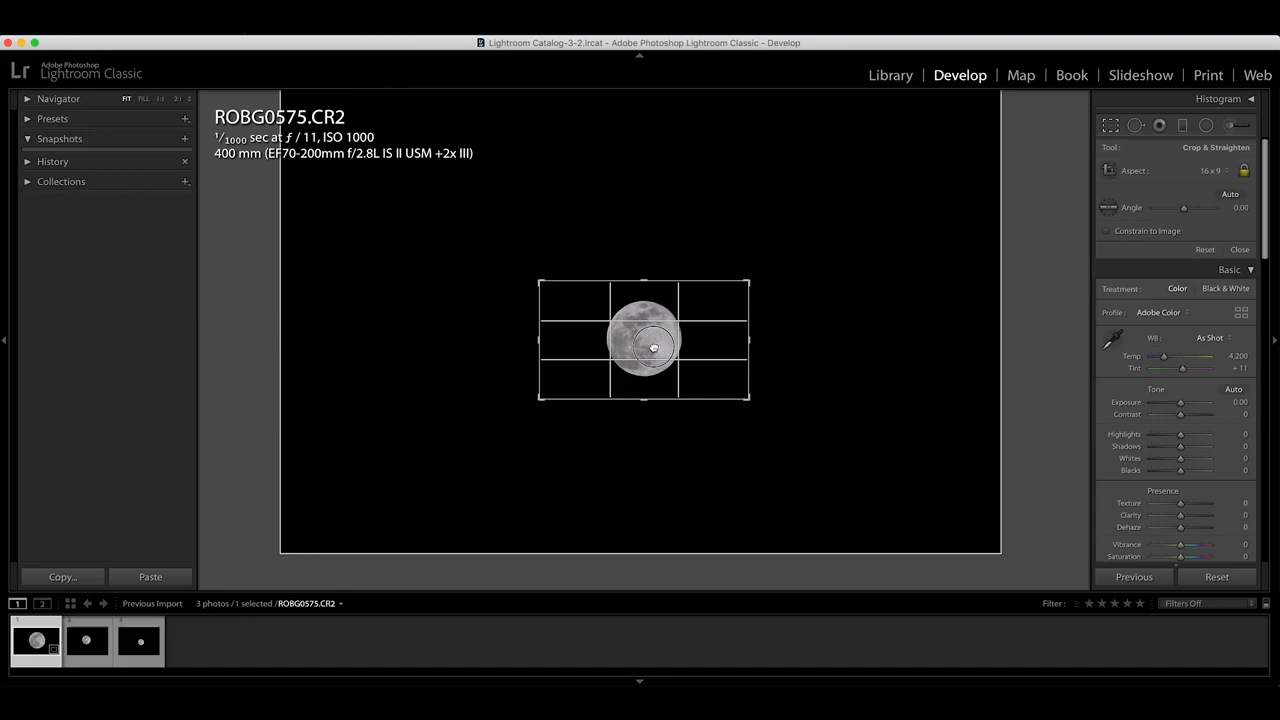 Lightroom Catalog-3-2.lrcat - Adobe Photoshop Lightroom Classic - Develop
Lr
Adobe Photoshop
Lightroom Classic
Library
Develop
Map
Book
Slideshow
Print
Web
Navigator
FIT
FILL
1:1
2:1
Presets
Snapshots
History
Collections
Copy...
Paste
ROBG0575.CR2
1/1000 sec at ƒ / 11, ISO 1000
400 mm (EF70-200mm f/2.8L IS II USM +2x III)
Histogram
Tool:
Crop & Straighten
Aspect :
16 x 9
Auto
Angle
0.00
Constrain to Image
Reset
Close
Basic
Treatment:
Color
Black & White
Profile:
Adobe Color
WB:
As Shot
Temp
4,200
Tint
+ 11
Tone
Auto
Exposure
0.00
Contrast
0
Highlights
0
Shadows
0
Whites
0
Blacks
0
Presence
Texture
0
Clarity
0
Dehaze
0
Vibrance
0
Saturation
0
Previous
Reset
1
2
Previous Import
3 photos / 1 selected / ROBG0575.CR2
Filter :
Filters Off
1
2
3